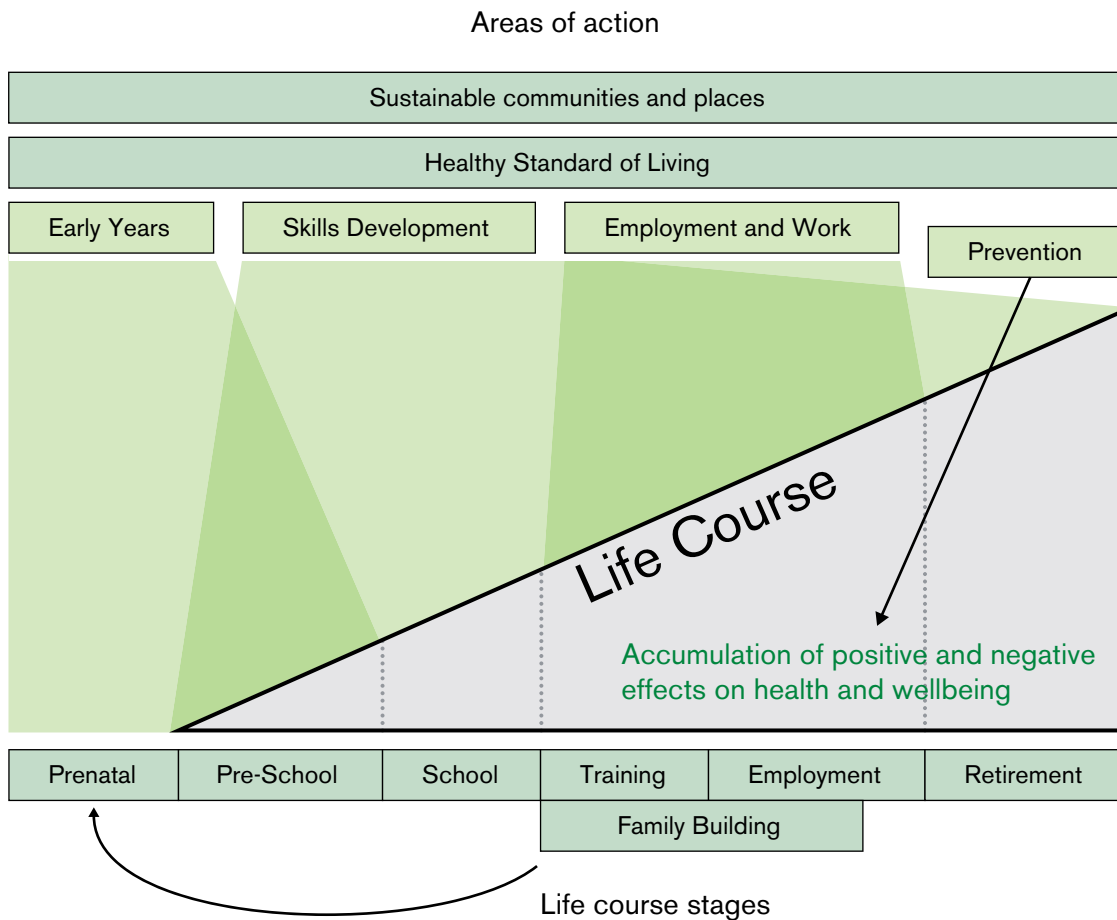 Areas of action
Sustainable communities and places
Healthy Standard of Living
Early Years
Skills Development
Employment and Work
Prevention
Life Course
Accumulation of positive and negative
effects on health and wellbeing
Prenatal
Pre-School
School
Training
Employment
Retirement
Family Building
Life course stages